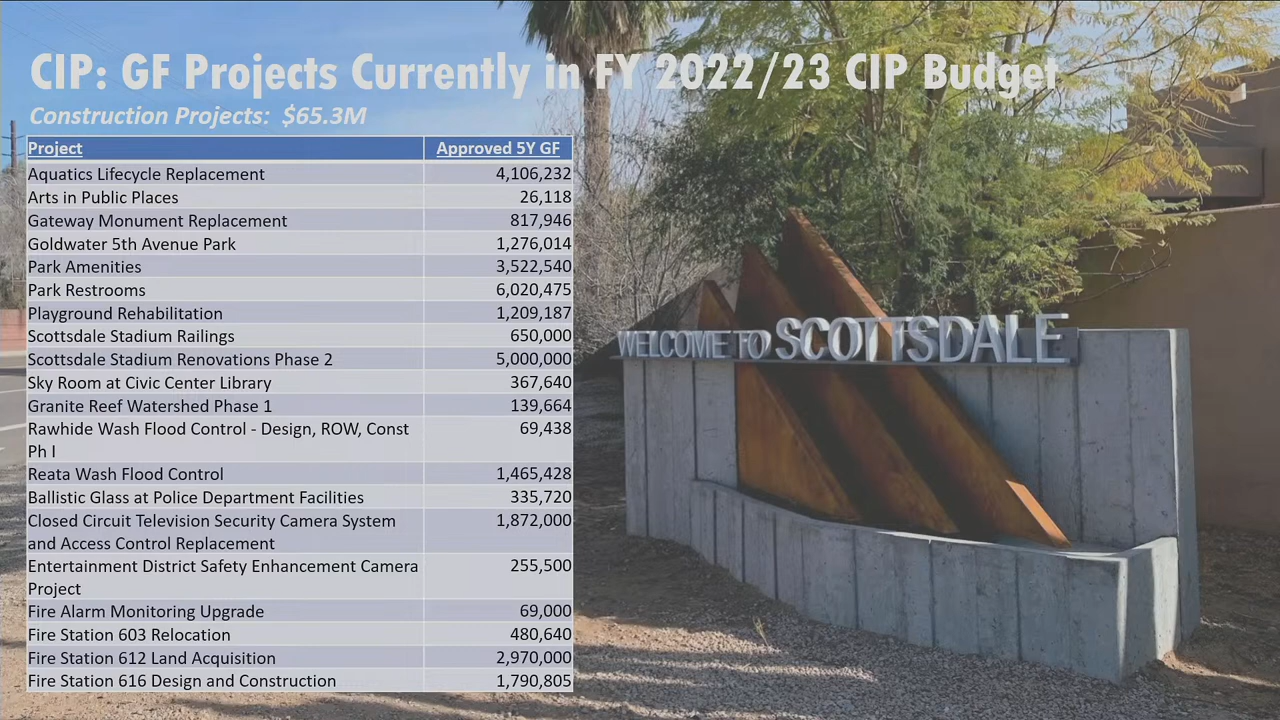 CIP: GF Projects Currently in FY 2022/23 CIP Budget
Construction Projects: $65.3M
Project Approved 5Y GF
Aquatics Lifecycle Replacement 4,106,232
Arts in Public Places 26,118
Gateway Monument Replacement 817,946
Goldwater 5th Avenue Park 1,276,014
Park Amenities 3,522,540
Park Restrooms 6,020,475
Playground Rehabilitation 1,209,187
Scottsdale Stadium Railings 650,000
Scottsdale Stadium Renovations Phase 2 5,000,000
Sky Room at Civic Center Library 367,640
Granite Reef Watershed Phase 1 139,664
Rawhide Wash Flood Control - Design, ROW, Const 69,438
Ph I
Reata Wash Flood Control 1,465,428
Ballistic Glass at Police Department Facilities 335,720
Closed Circuit Television Security Camera System 1,872,000
and Access Control Replacement
Entertainment District Safety Enhancement Camera 255,500
Project
Fire Alarm Monitoring Upgrade 69,000
Fire Station 603 Relocation 480,640
Fire Station 612 Land Acquisition 2,970,000
Fire Station 616 Design and Construction 1,790,805
WELCOME TO SCOTTSDALE